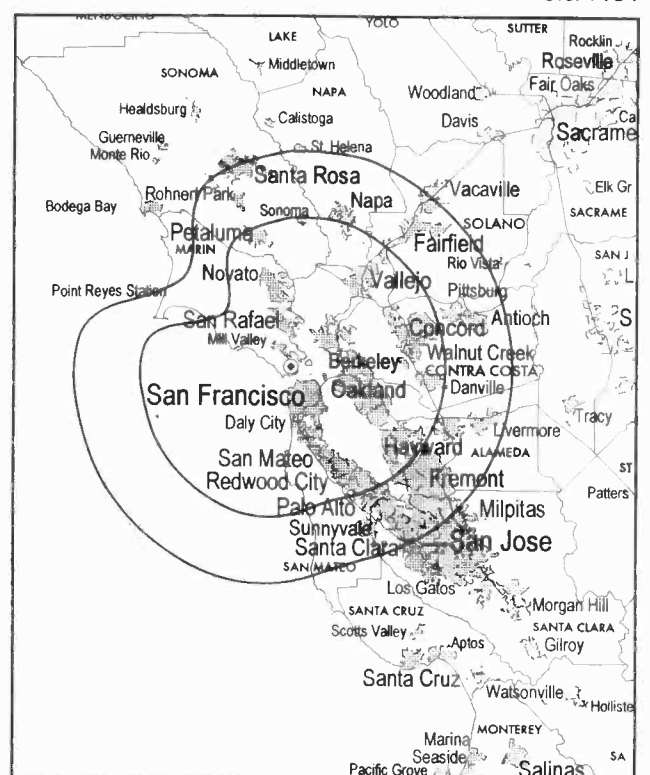 YOLO
SUTTER
LAKE
Rocklin
Middletown
Roseville
SONOMA
NAPA
Woodland
Fair Oaks
Healdsburg
Calistoga
Davis
Ca
Guerneville
Sacrame
Monte Rio
St. Helena
Santa Rosa
Rohnert Park
Napa
Vacaville
Elk Gr
Bodega Bay
Sonoma
SACRAME
SOLANO
Petaluma
Fairfield
MARIN
Rio Vista
SAN J
Novato
Vallejo
L
Point Reyes Station
Pittsburg
San Rafael
Concord
Antioch
S
Mill Valley
Berkeley
Walnut Creek
CONTRA COSTA
San Francisco
Oakland
Danville
Daly City
Tracy
Livermore
Hayward
ALAMEDA
San Mateo
ST
Redwood City
Fremont
Patters
Palo Alto
Milpitas
Sunnyvale
Santa Clara
San Jose
SAN MATEO
Los Gatos
SANTA CRUZ
Morgan Hill
Scotts Valley
SANTA CLARA
Aptos
Gilroy
Santa Cruz
Watsonville
Holliste
MONTEREY
Marina
Seaside
SA
Pacific Grove
Salinas